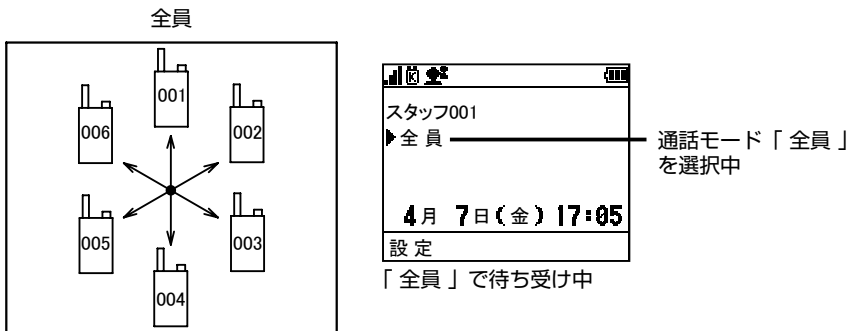 全員
001
006
002
005
003
004
スタッフ001
全員
4月 7日(金) 17:05
設定
通話モード「 全員 」
を選択中
「 全員 」で待ち受け中